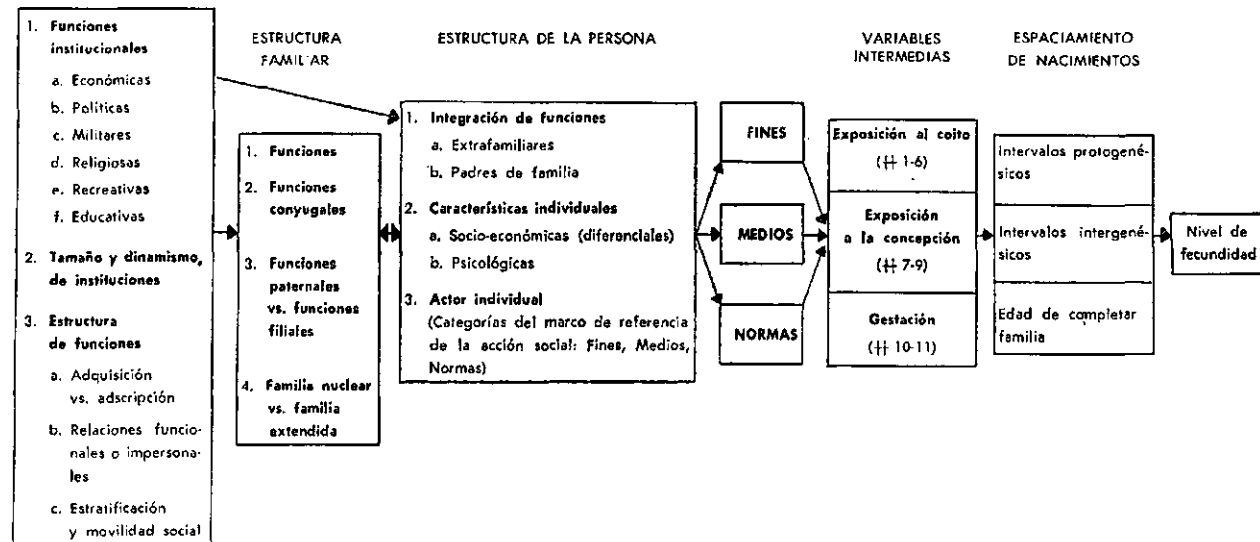 1. Funciones
institucionales
a. Económicas
b. Políticas
c. Militares
d. Religiosas
e. Recreativas
f. Educativas
2. Tamaño y dinamismo,
de instituciones
3. Estructura
de funciones
a. Adquisición
vs. adscripción
b. Relaciones funcio-
nales o impersona-
les
c. Estratificación
y movilidad social
ESTRUCTURA
FAMILIAR
1. Funciones
2. Funciones
conyugales
3. Funciones
paternales
vs. funciones
filiales
4. Familia nuclear
vs. familia
extendida
ESTRUCTURA DE LA PERSONA
1. Integración de funciones
a. Extrafamiliares
b. Padres de familia
2. Características individuales
a. Socio-económicas (diferenciales)
b. Psicológicas
3. Actor individual
(Categorías del marco de referencia
de la acción social: Fines, Medios,
Normas)
FINES
MEDIOS
NORMAS
VARIABLES
INTERMEDIAS
Exposición al coito
(# 1-6)
Exposición
a la concepción
(# 7-9)
Gestación
(# 10-11)
ESPACIAMIENTO
DE NACIMIENTOS
Intervalos protogené-
sicos
Intervalos intergené-
sicos
Edad de completar
familia
Nivel de
fecundidad